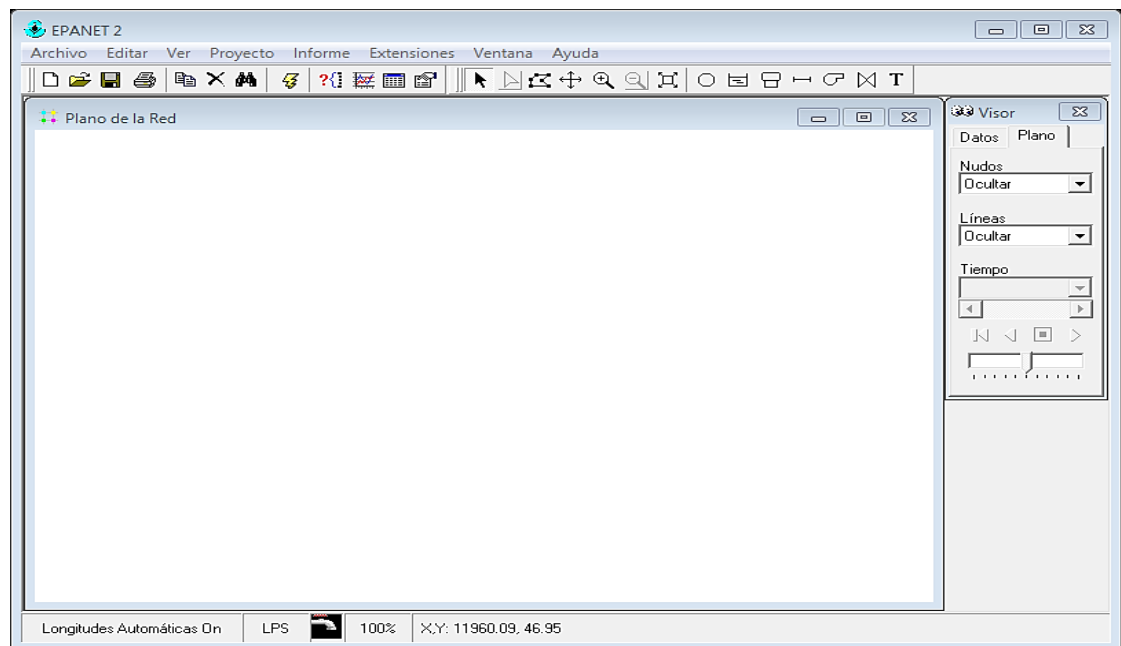 EPANET 2
Archivo Editar Ver Proyecto Informe Extensiones Ventana Ayuda
?{} T
Plano de la Red
Visor
Datos Plano
Nudos
Ocultar
Líneas
Ocultar
Tiempo
Longitudes Automáticas On LPS 100% X,Y: 11960.09, 46.95